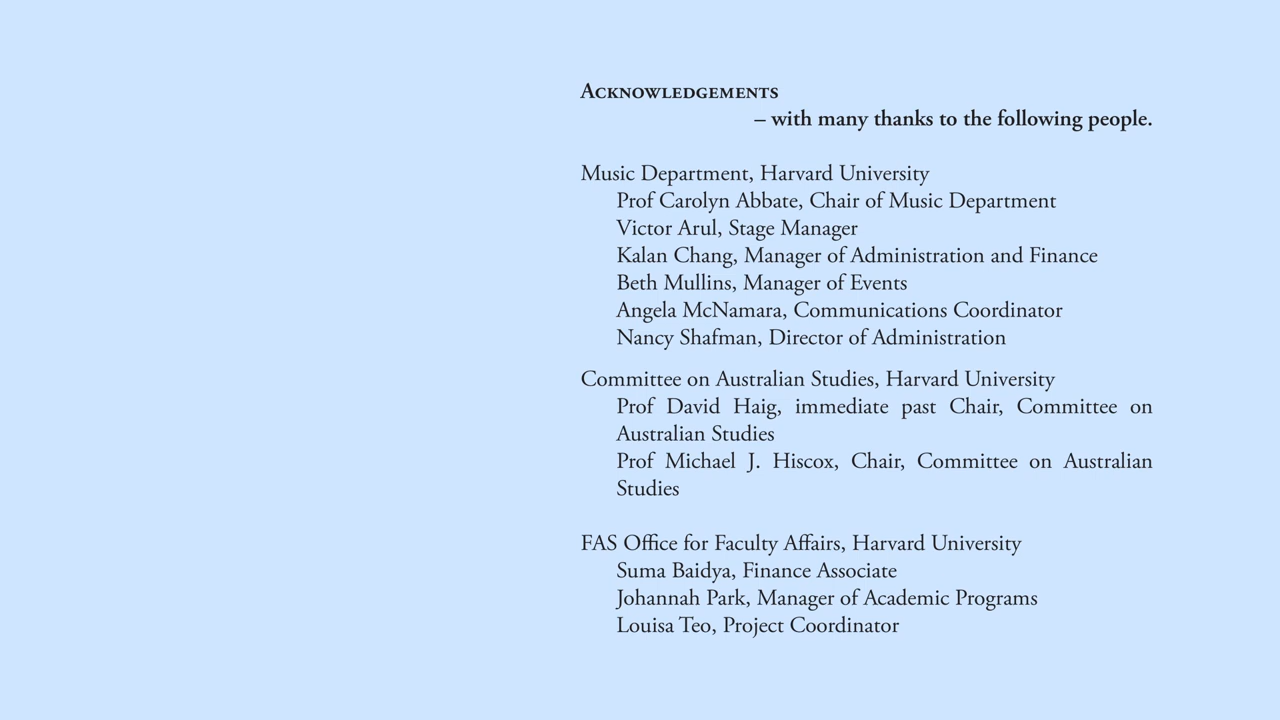 Acknowledgements
– with many thanks to the following people.
Music Department, Harvard University
Prof Carolyn Abbate, Chair of Music Department
Victor Arul, Stage Manager
Kalan Chang, Manager of Administration and Finance
Beth Mullins, Manager of Events
Angela McNamara, Communications Coordinator
Nancy Shafman, Director of Administration
Committee on Australian Studies, Harvard University
Prof David Haig, immediate past Chair, Committee on
Australian Studies
Prof Michael J. Hiscox, Chair, Committee on Australian
Studies
FAS Office for Faculty Affairs, Harvard University
Suma Baidya, Finance Associate
Johannah Park, Manager of Academic Programs
Louisa Teo, Project Coordinator